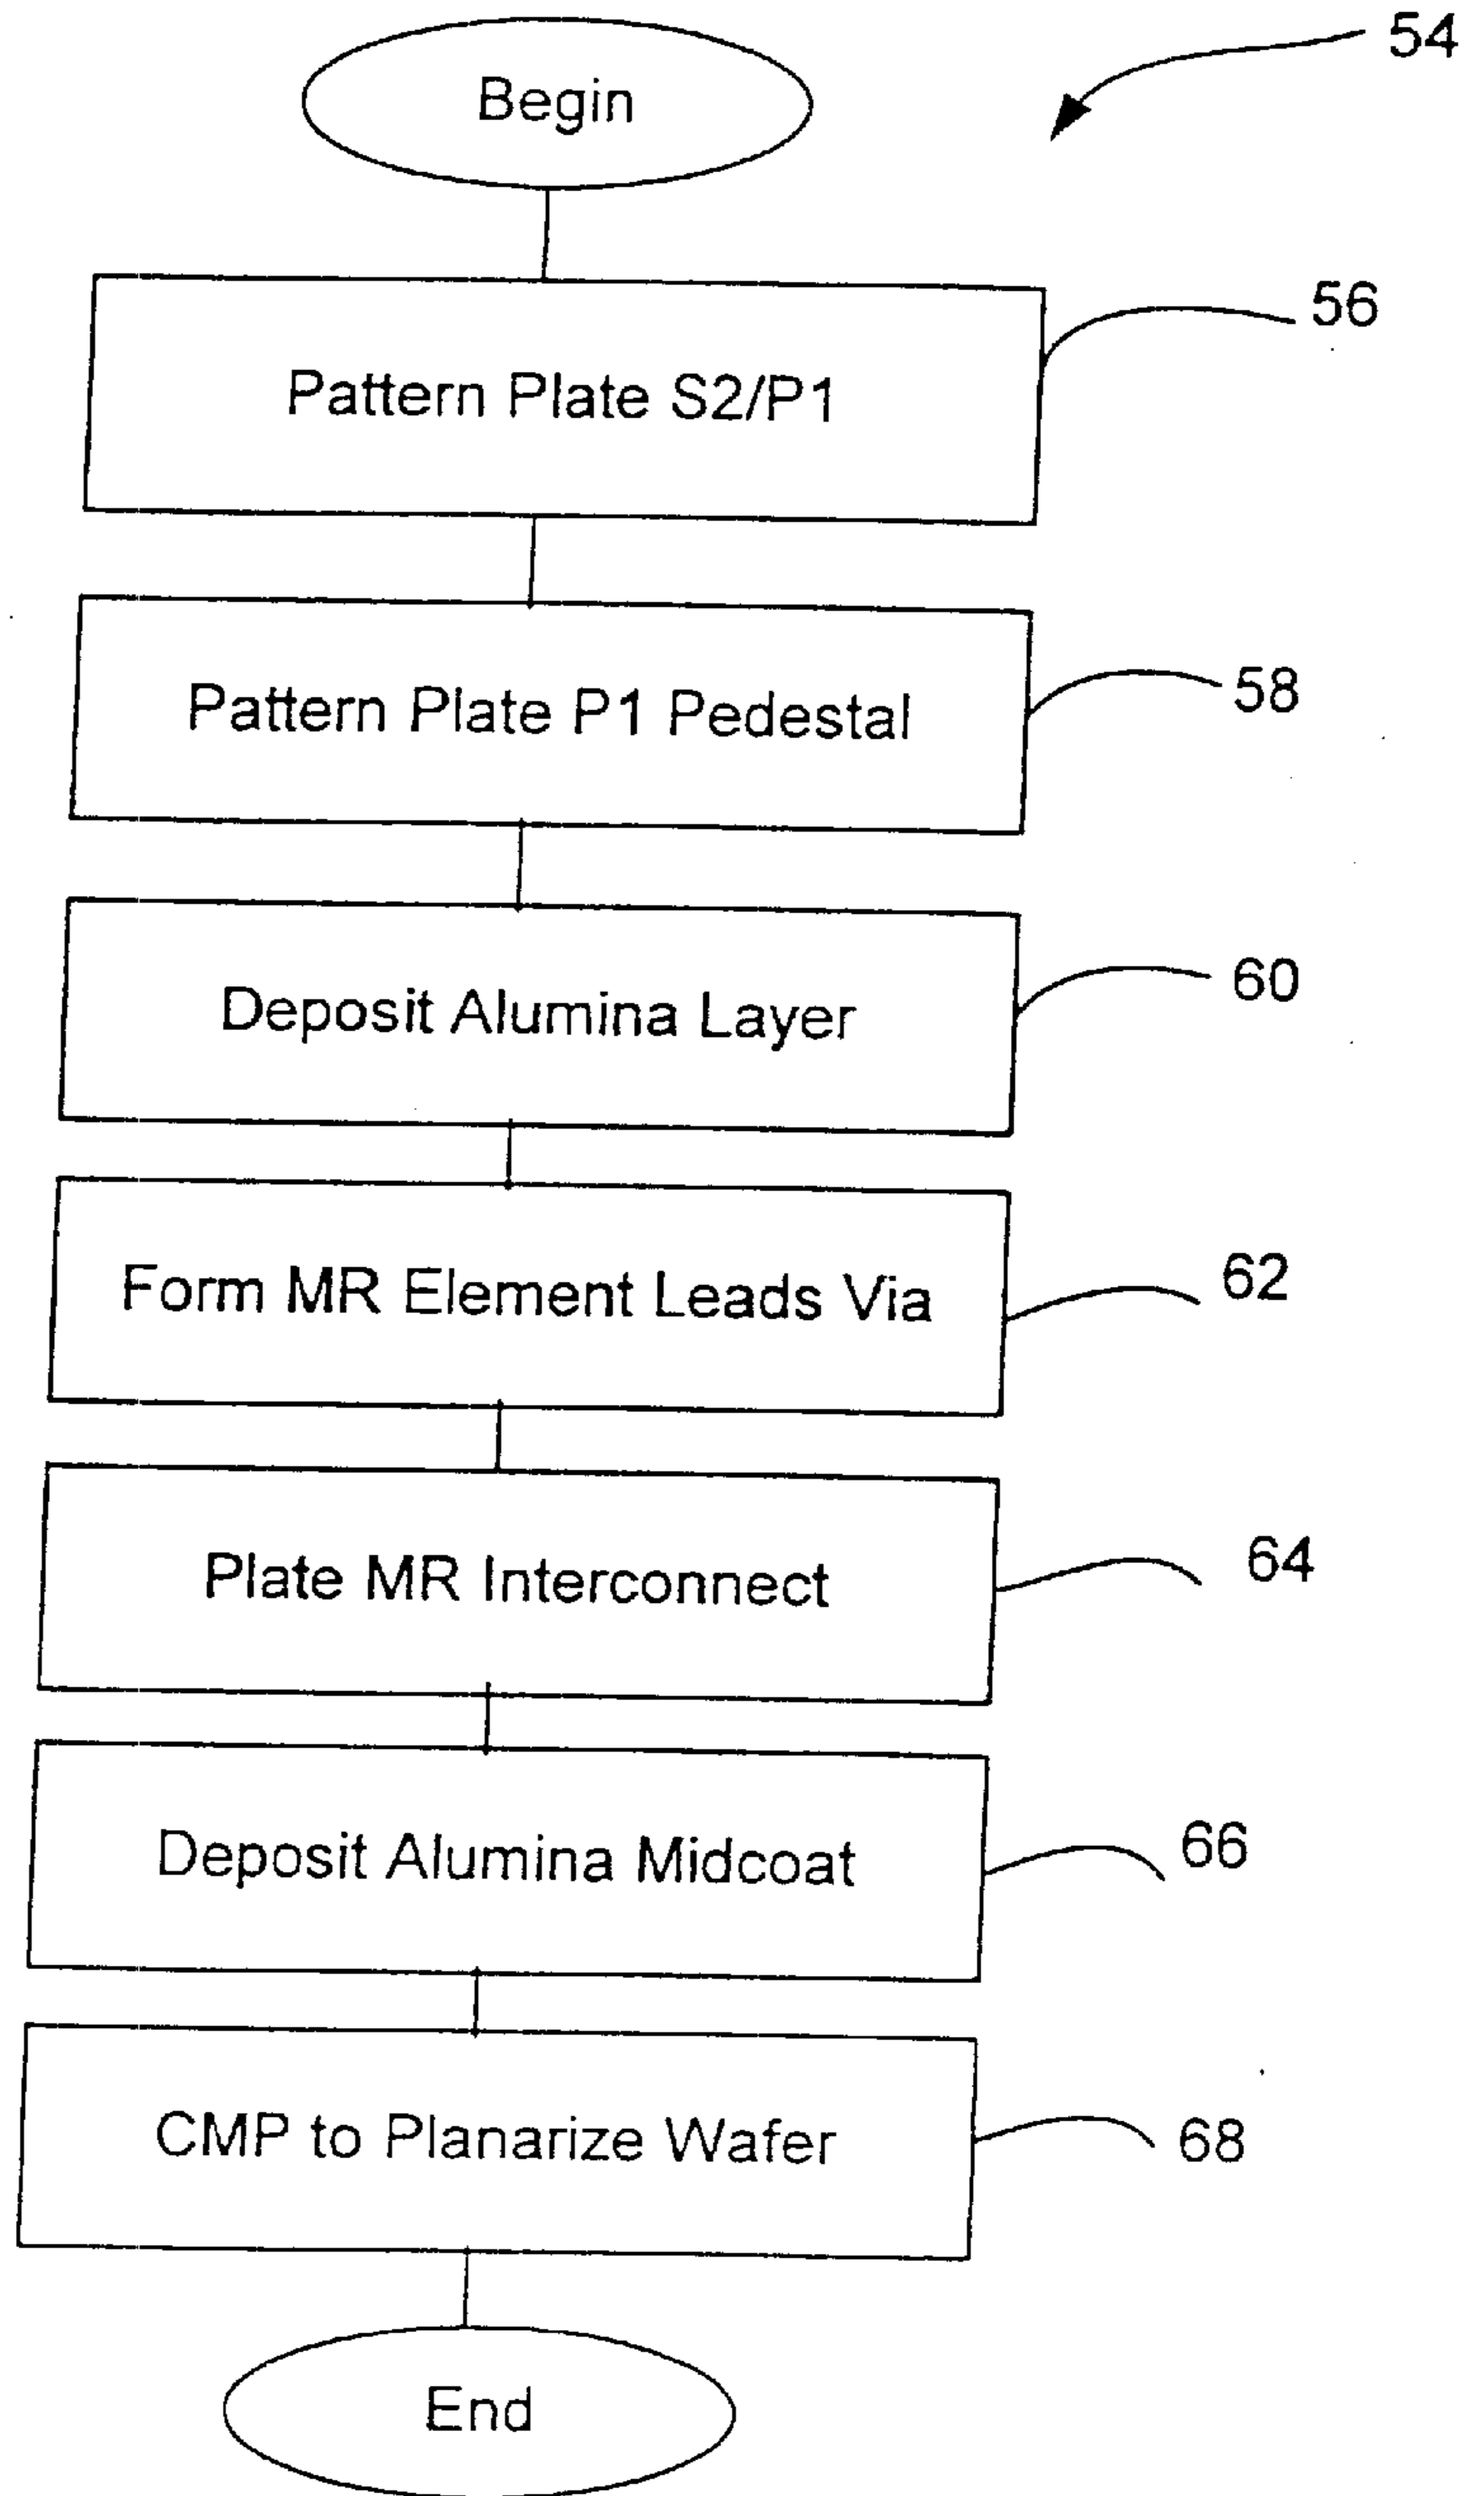 54
Begin
56
Pattern Plate S2/P1
58
Pattern Plate P1 Pedestal
60
Deposit Alumina Layer
62
Form MR Element Leads Via
64
Plate MR Interconnect
66
Deposit Alumina Midcoat
68
CMP to Planarize Wafer
End